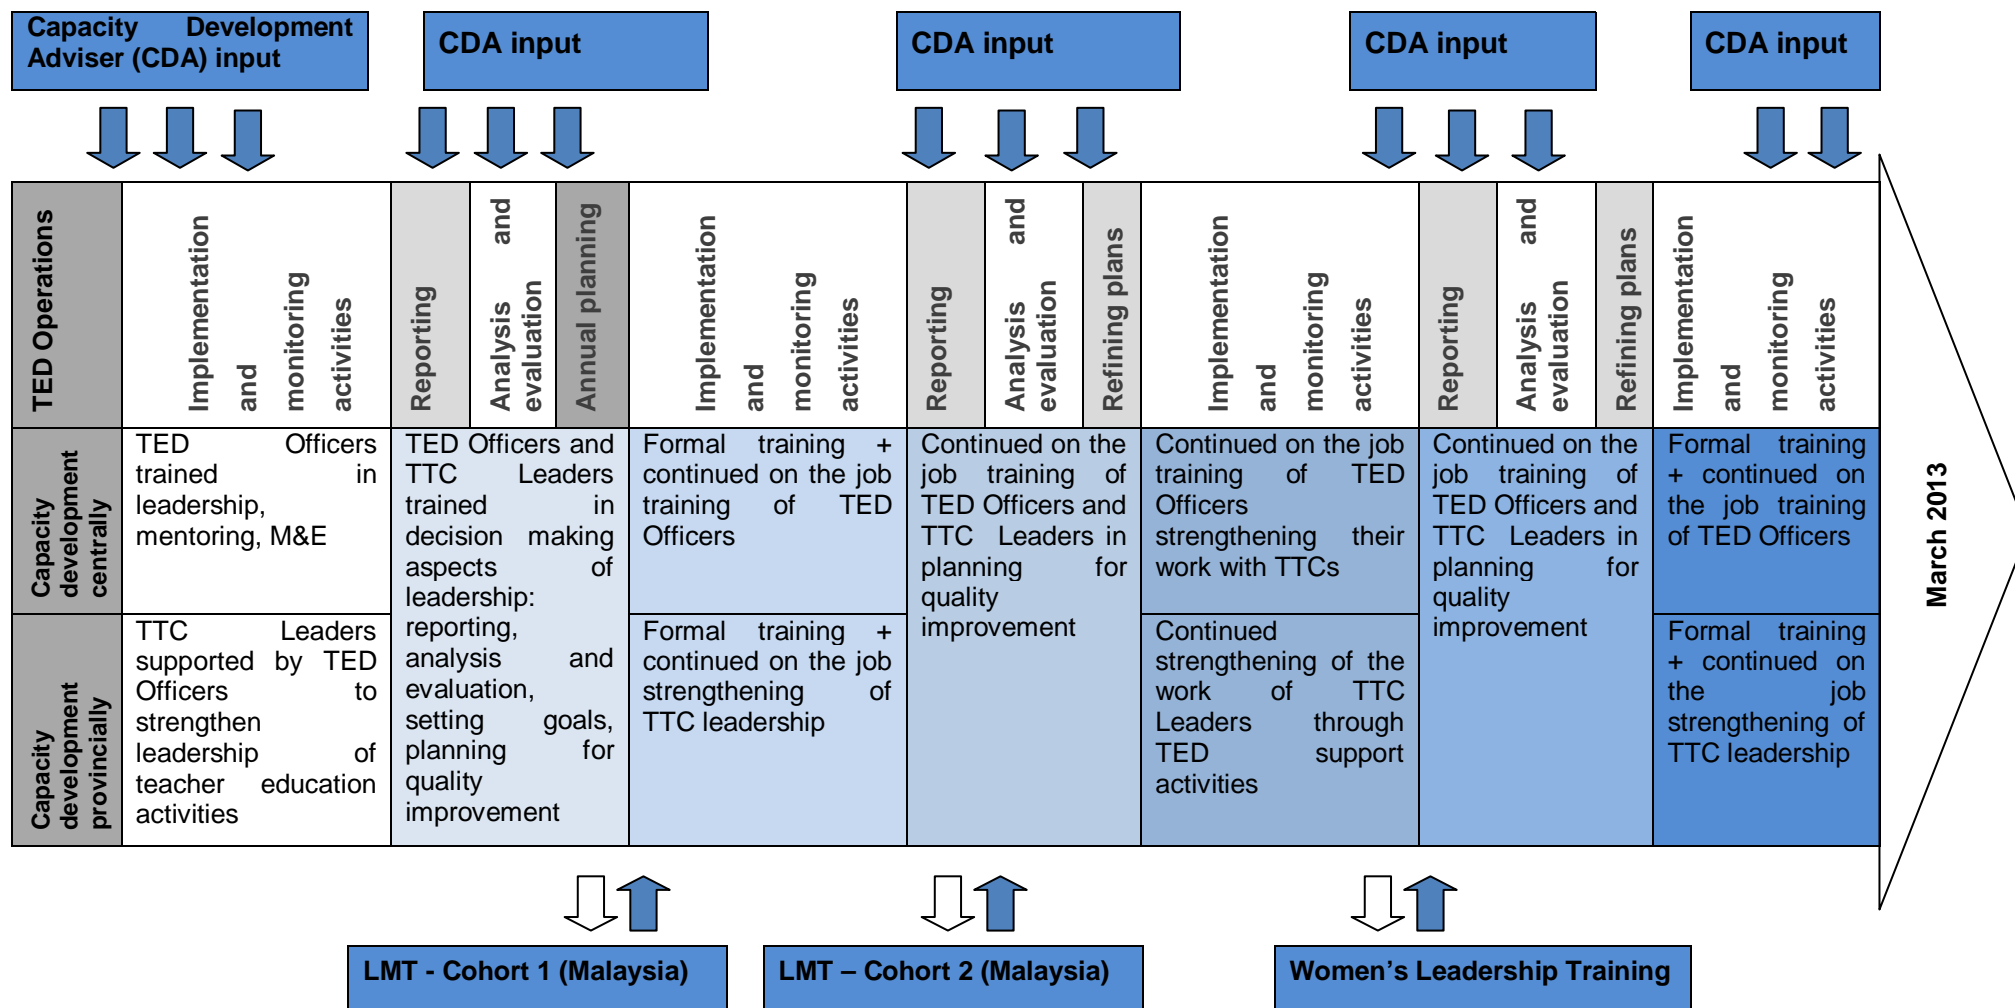 Capacity Development
Adviser (CDA) input
CDA input
CDA input
CDA input
CDA input
TED Operations
Implementation
and
monitoring
activities
Reporting
Analysis and
evaluation
Annual planning
Implementation
and
monitoring
activities
Reporting
Analysis and
evaluation
Refining plans
Implementation
and
monitoring
activities
Reporting
Analysis and
evaluation
Refining plans
Implementation
and
monitoring
activities
Capacity
development
centrally
TED Officers
trained in
leadership,
mentoring, M&E
TED Officers and
TTC Leaders
trained in
decision making
aspects of
leadership:
reporting,
analysis and
evaluation,
setting goals,
planning for
quality
improvement
Formal training +
continued on the job
training of TED
Officers
Continued on the
job training of
TED Officers and
TTC Leaders in
planning for
quality
improvement
Continued on the job
training of TED
Officers
strengthening their
work with TTCs
Continued on the
job training of
TED Officers and
TTC Leaders in
planning for
quality
improvement
Formal training
+ continued on
the job training
of TED Officers
Capacity
development
provincially
TTC Leaders
supported by TED
Officers to
strengthen
leadership of
teacher education
activities
Formal training +
continued on the job
strengthening of
TTC leadership
Continued
strengthening of the
work of TTC
Leaders through
TED support
activities
Formal training
+ continued on
the job
strengthening of
TTC leadership
March 2013
LMT - Cohort 1 (Malaysia)
LMT – Cohort 2 (Malaysia)
Women’s Leadership Training